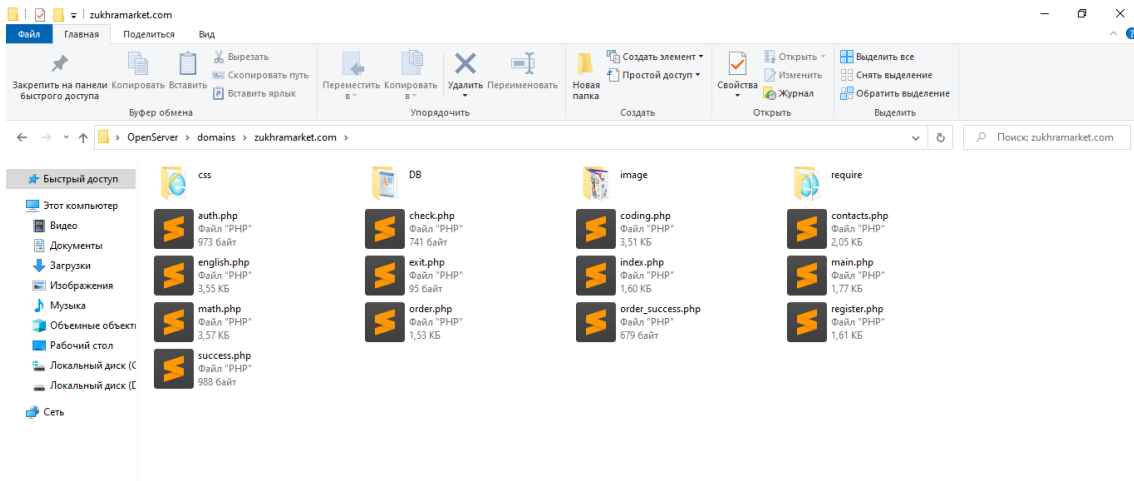 zukhramarket.com
Файл Главная Поделиться Вид
Закрепить на панели быстрого доступа
Копировать
Вставить
Вырезать
Скопировать путь
Вставить ярлык
Буфер обмена
Переместить в
Копировать в
Удалить
Переименовать
Упорядочить
Новая папка
Создать элемент
Простой доступ
Создать
Свойства
Открыть
Изменить
Журнал
Открыть
Выделить все
Снять выделение
Обратить выделение
Выделить
OpenServer › domains › zukhramarket.com ›
Поиск: zukhramarket.com
Быстрый доступ
Этот компьютер
Видео
Документы
Загрузки
Изображения
Музыка
Объемные объекты
Рабочий стол
Локальный диск (C
Локальный диск (D
Сеть
css
DB
image
require
auth.php
Файл "PHP"
973 байт
check.php
Файл "PHP"
741 байт
coding.php
Файл "PHP"
3,51 КБ
contacts.php
Файл "PHP"
2,05 КБ
english.php
Файл "PHP"
3,55 КБ
exit.php
Файл "PHP"
95 байт
index.php
Файл "PHP"
1,60 КБ
main.php
Файл "PHP"
1,77 КБ
math.php
Файл "PHP"
3,57 КБ
order.php
Файл "PHP"
1,53 КБ
order_success.php
Файл "PHP"
679 байт
register.php
Файл "PHP"
1,61 КБ
success.php
Файл "PHP"
988 байт